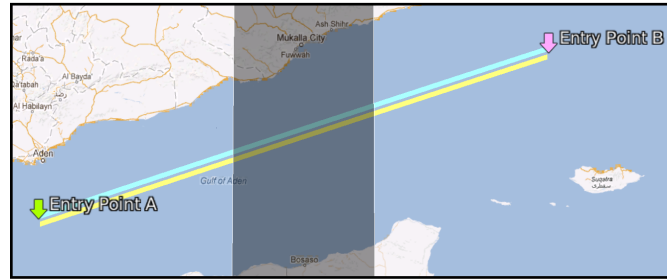 Ash Shihr
Mukalla City
Fuwwah
Entry Point B
Rada'a
Al Bayda'
رصد
Al Habilayn
Aden
Gulf of Aden
Suqatra
سقطرى
Entry Point A
Bosaso